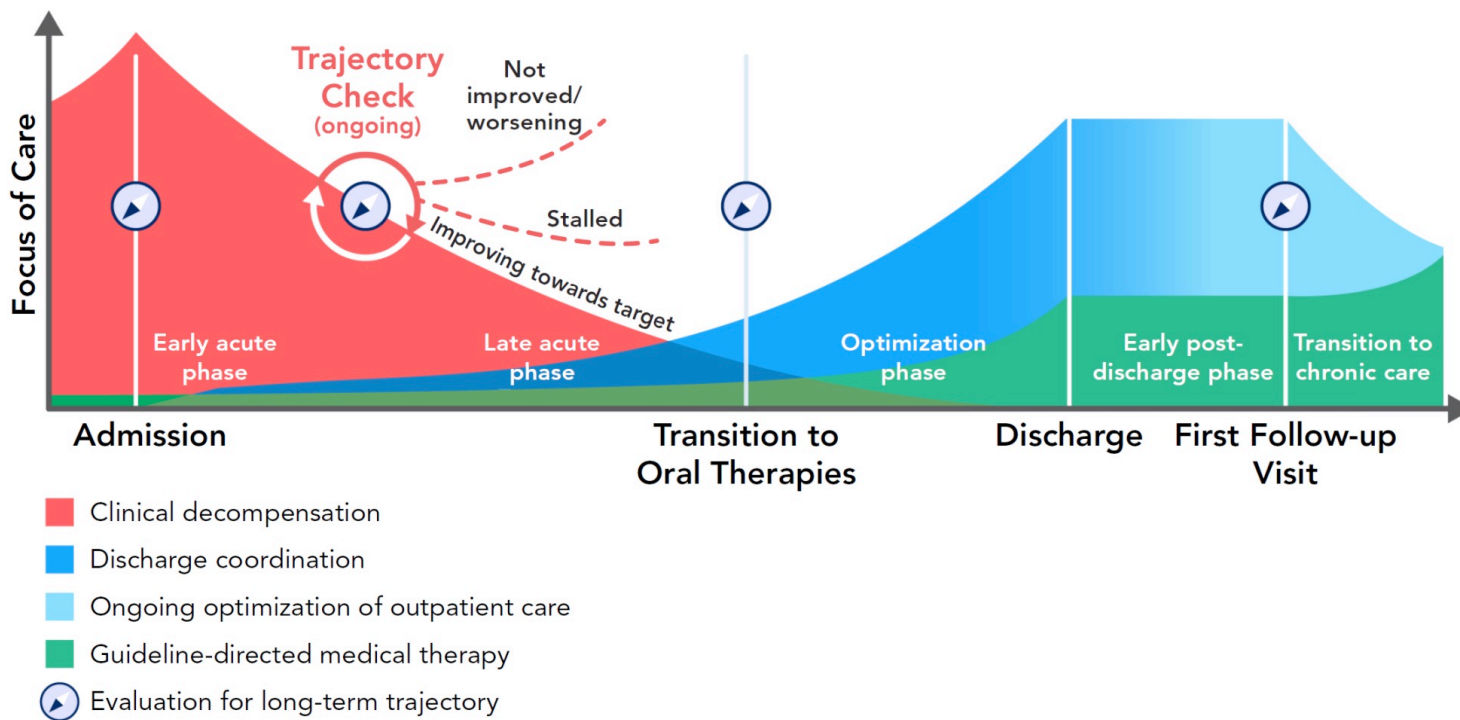 Focus of Care
Trajectory
Check
(ongoing)
Not
improved/
worsening
Stalled
Improving towards target
Early acute
phase
Late acute
phase
Optimization
phase
Early post-
discharge phase
Transition to
chronic care
Admission
Transition to
Oral Therapies
Discharge
First Follow-up
Visit
Clinical decompensation
Discharge coordination
Ongoing optimization of outpatient care
Guideline-directed medical therapy
Evaluation for long-term trajectory